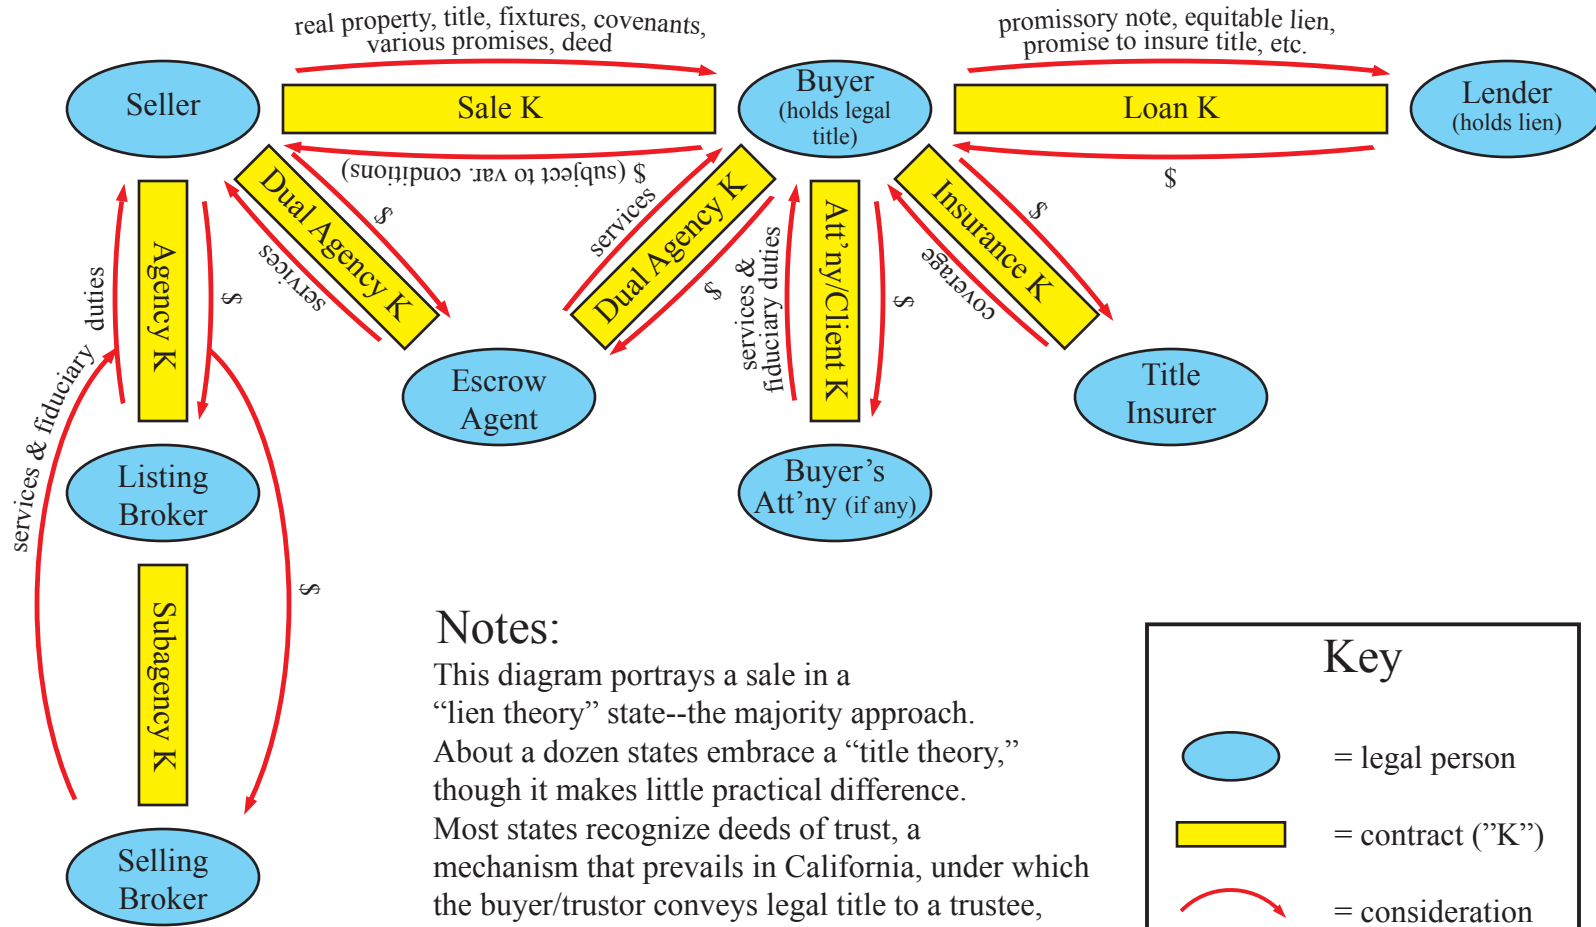 real property, title, fixtures, covenants,
various promises, deed
promissory note, equitable lien,
promise to insure title, etc.
Seller
Sale K
Buyer
(holds legal
title)
Loan K
Lender
(holds lien)
$ (subject to var. conditions)
$
Dual Agency K
$
services
services
Dual Agency K
$
Agency K
$
services & fiduciary duties
services &
fiduciary duties
Att’ny/Client K
$
Insurance K
$
coverage
Escrow
Agent
Title
Insurer
Listing
Broker
Buyer’s
Att’ny (if any)
Subagency K
$
Selling
Broker
Notes:
This diagram portrays a sale in a
“lien theory” state--the majority approach.
About a dozen states embrace a “title theory,”
though it makes little practical difference.
Most states recognize deeds of trust, a
mechanism that prevails in California, under which
the buyer/trustor conveys legal title to a trustee,
Key
= legal person
= contract (”K”)
= consideration